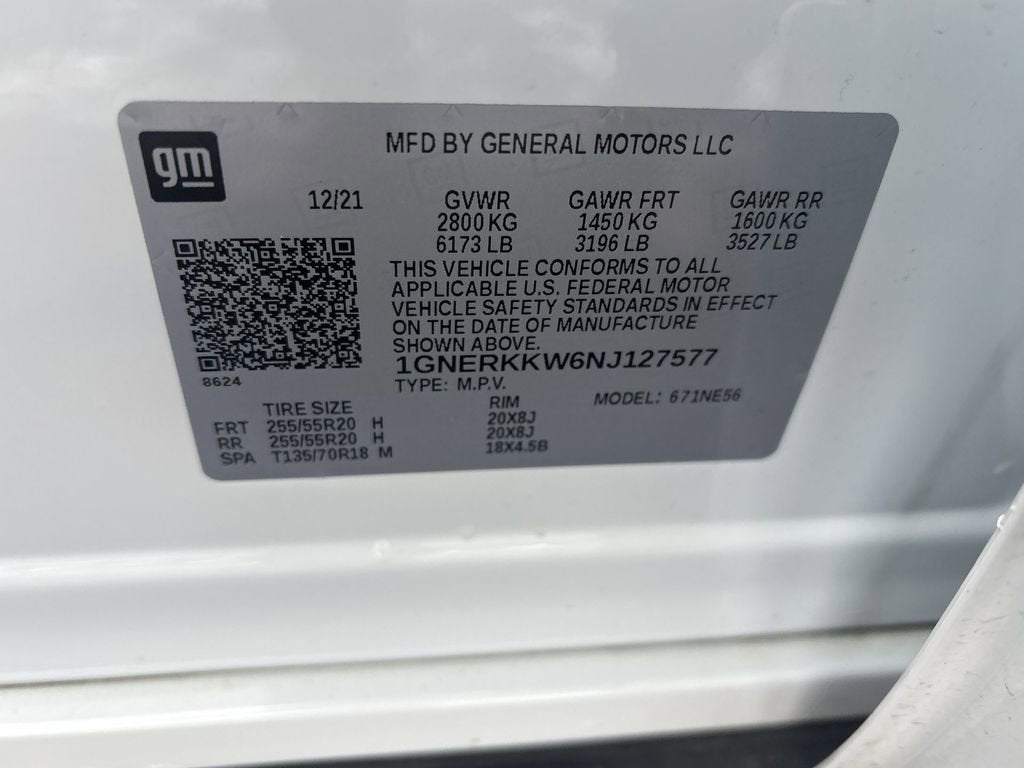 gm
MFD BY GENERAL MOTORS LLC
12/21 GVWR GAWR FRT GAWR RR
2800 KG 1450 KG 1600 KG
6173 LB 3196 LB 3527 LB
THIS VEHICLE CONFORMS TO ALL
APPLICABLE U.S. FEDERAL MOTOR
VEHICLE SAFETY STANDARDS IN EFFECT
ON THE DATE OF MANUFACTURE
SHOWN ABOVE.
1GNERKKW6NJ127577
8624
TYPE: M.P.V. MODEL: 671NE56
TIRE SIZE RIM
FRT 255/55R20 H 20X8J
RR 255/55R20 H 20X8J
SPA T135/70R18 M 18X4.5B